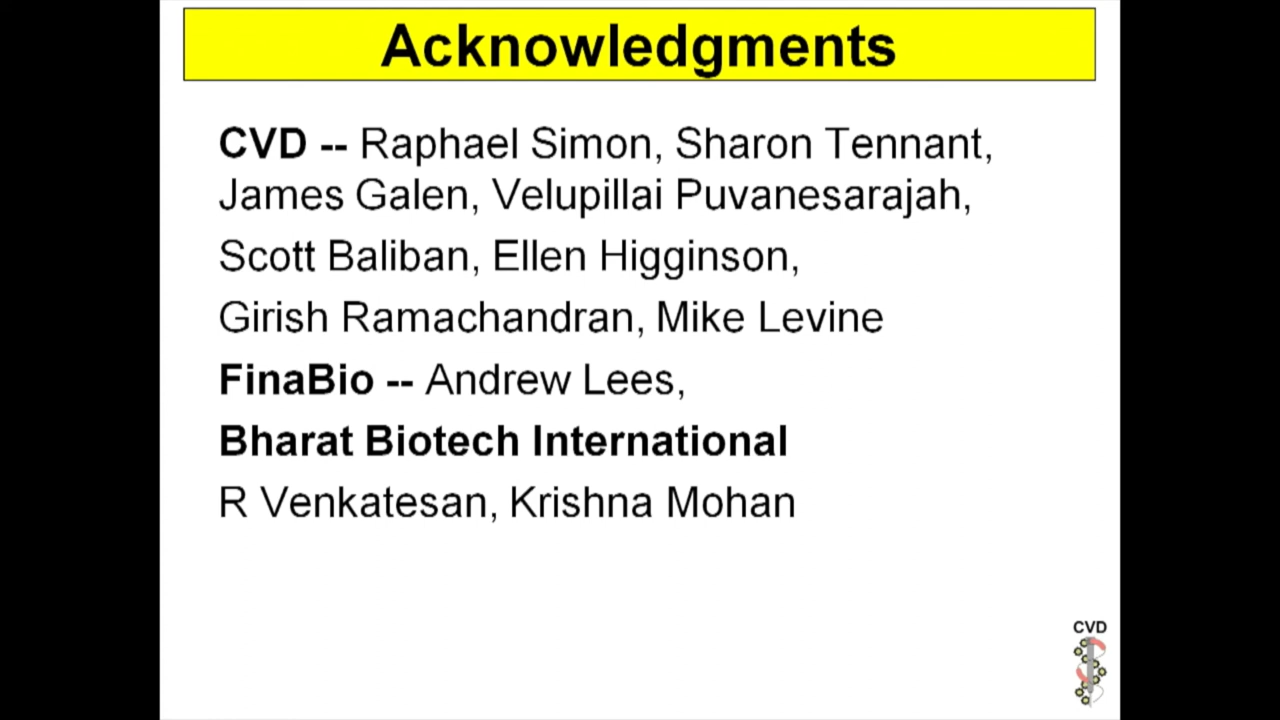 Acknowledgments
CVD -- Raphael Simon, Sharon Tennant,
James Galen, Velupillai Puvanesarajah,
Scott Baliban, Ellen Higginson,
Girish Ramachandran, Mike Levine
FinaBio -- Andrew Lees,
Bharat Biotech International
R Venkatesan, Krishna Mohan
CVD